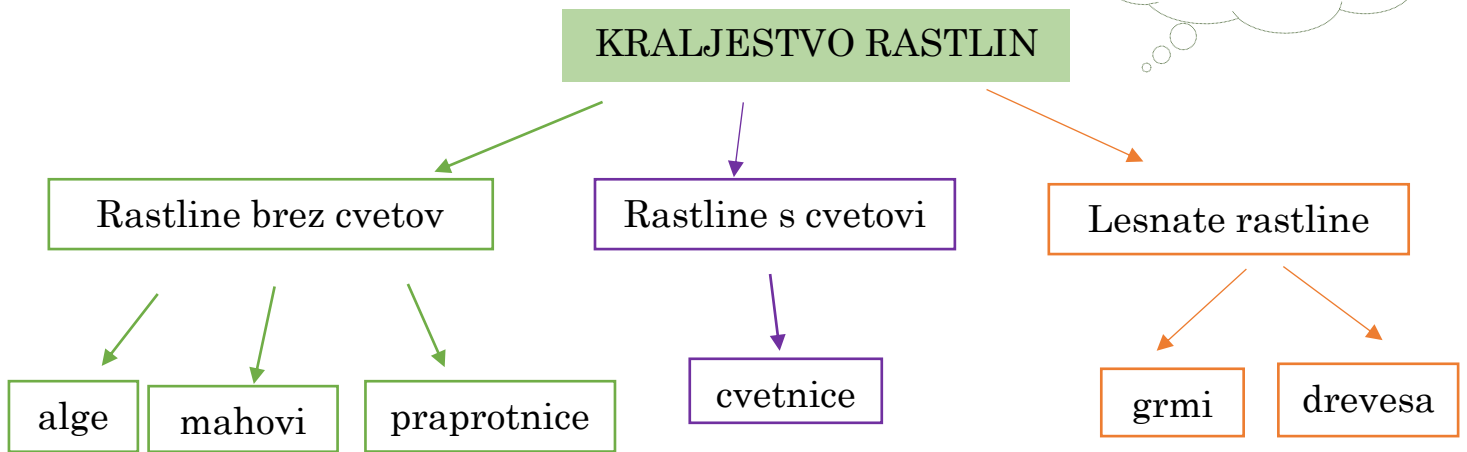 KRALJESTVO RASTLIN
Rastline brez cvetov
Rastline s cvetovi
Lesnate rastline
alge
mahovi
praprotnice
cvetnice
grmi
drevesa